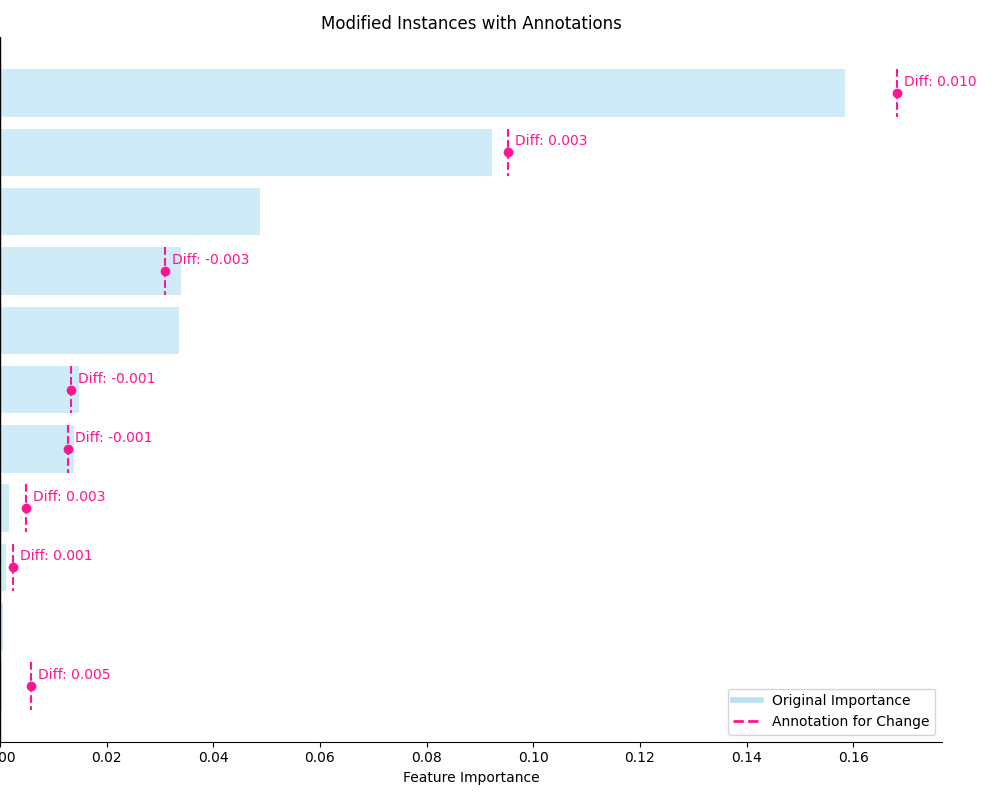 Modified Instances with Annotations
Diff: 0.010
Diff: 0.003
Diff: -0.003
Diff: -0.001
Diff: -0.001
Diff: 0.003
Diff: 0.001
Diff: 0.005
Original Importance
Annotation for Change
00 0.02 0.04 0.06 0.08 0.10 0.12 0.14 0.16
Feature Importance